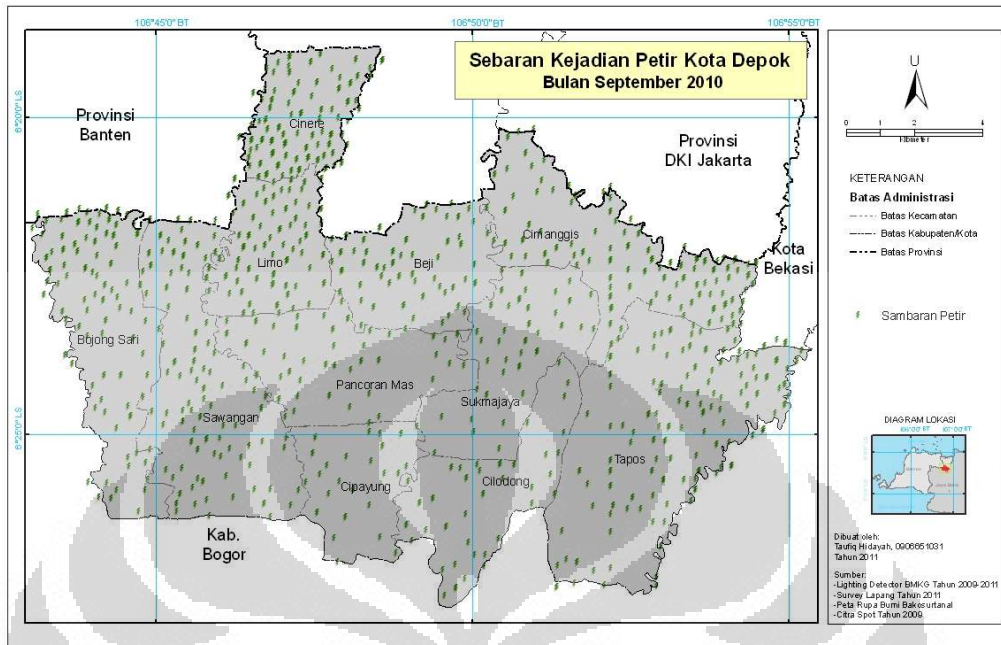 106°45'0"BT
106°50'0"BT
106°55'0"BT
Sebaran Kejadian Petir Kota Depok
Bulan September 2010
6°20'0"LS
6°25'0"LS
Provinsi
Banten
Provinsi
DKI Jakarta
Kota
Bekasi
Kab.
Bogor
Cinere
Limo
Beji
Cimanggis
Bojong Sari
Pancoran Mas
Sawangan
Sukmajaya
Cipayung
Cilodong
Tapos
U
0 1 2 4
Kilometer
KETERANGAN
Batas Administrasi
Batas Kecamatan
Batas Kabupaten/Kota
Batas Provinsi
Sambaran Petir
DIAGRAM LOKASI
Dibuat oleh:
Taufiq Hidayah, 0906651031
Tahun 2011
Sumber:
-Lighting Detector BMKG Tahun 2009-2011
-Survey Lapang Tahun 2011
-Peta Rupa Bumi Bakosurtanal
-Citra Spot Tahun 2009